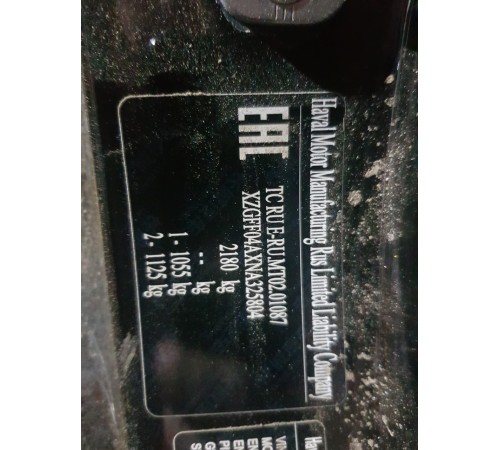 Haval Motor Manufacturing Rus Limited Liability Company
EAC
TC RU E-RU.MT02.01087
XZGFF04AXNA325804
2180 kg
-- kg
1- 1055 kg
2- 1125 kg